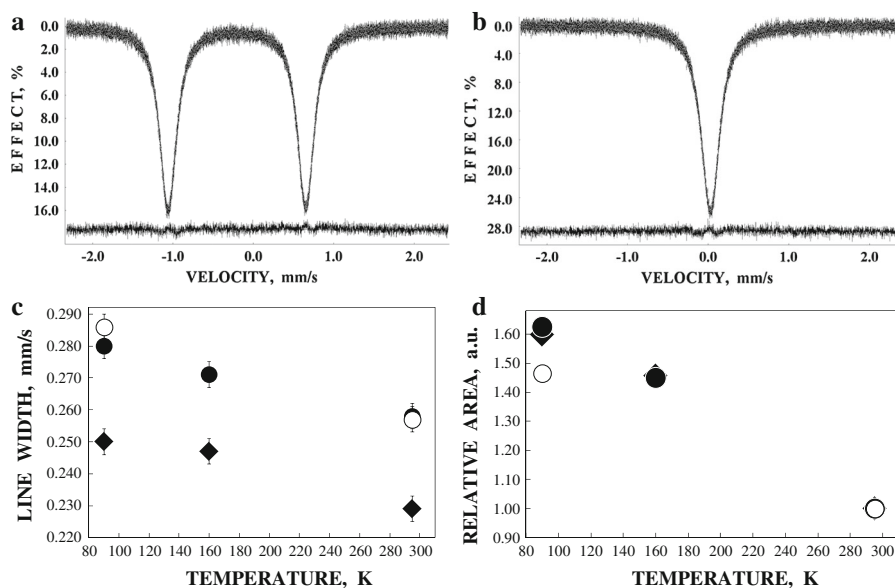 a
0.0
2.0
4.0
6.0
8.0
10.0
12.0
14.0
16.0
EFFECT, %
-2.0 -1.0 0.0 1.0 2.0
VELOCITY, mm/s
b
0.0
4.0
8.0
12.0
16.0
20.0
24.0
28.0
EFFECT, %
-2.0 -1.0 0.0 1.0 2.0
VELOCITY, mm/s
c
0.290
0.280
0.270
0.260
0.250
0.240
0.230
0.220
LINE WIDTH, mm/s
80 100 120 140 160 180 200 220 240 260 280 300
TEMPERATURE, K
d
1.60
1.50
1.40
1.30
1.20
1.10
1.00
0.90
RELATIVE AREA, a.u.
80 100 120 140 160 180 200 220 240 260 280 300
TEMPERATURE, K